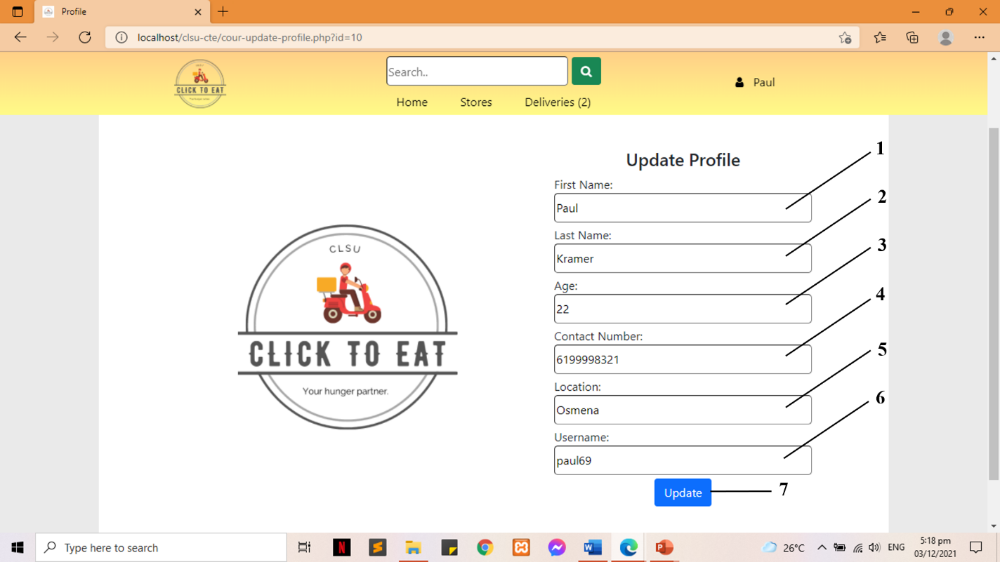 Profile
localhost/clsu-cte/cour-update-profile.php?id=10
CLICK TO EAT
Search..
Paul
Home Stores Deliveries (2)
Update Profile
1
First Name:
Paul
2
Last Name:
Kramer
3
Age:
22
4
Contact Number:
6199998321
5
Location:
Osmena
6
Username:
paul69
Update
7
CLSU
CLICK TO EAT
Your hunger partner.
Type here to search
26°C
ENG
5:18 pm
03/12/2021